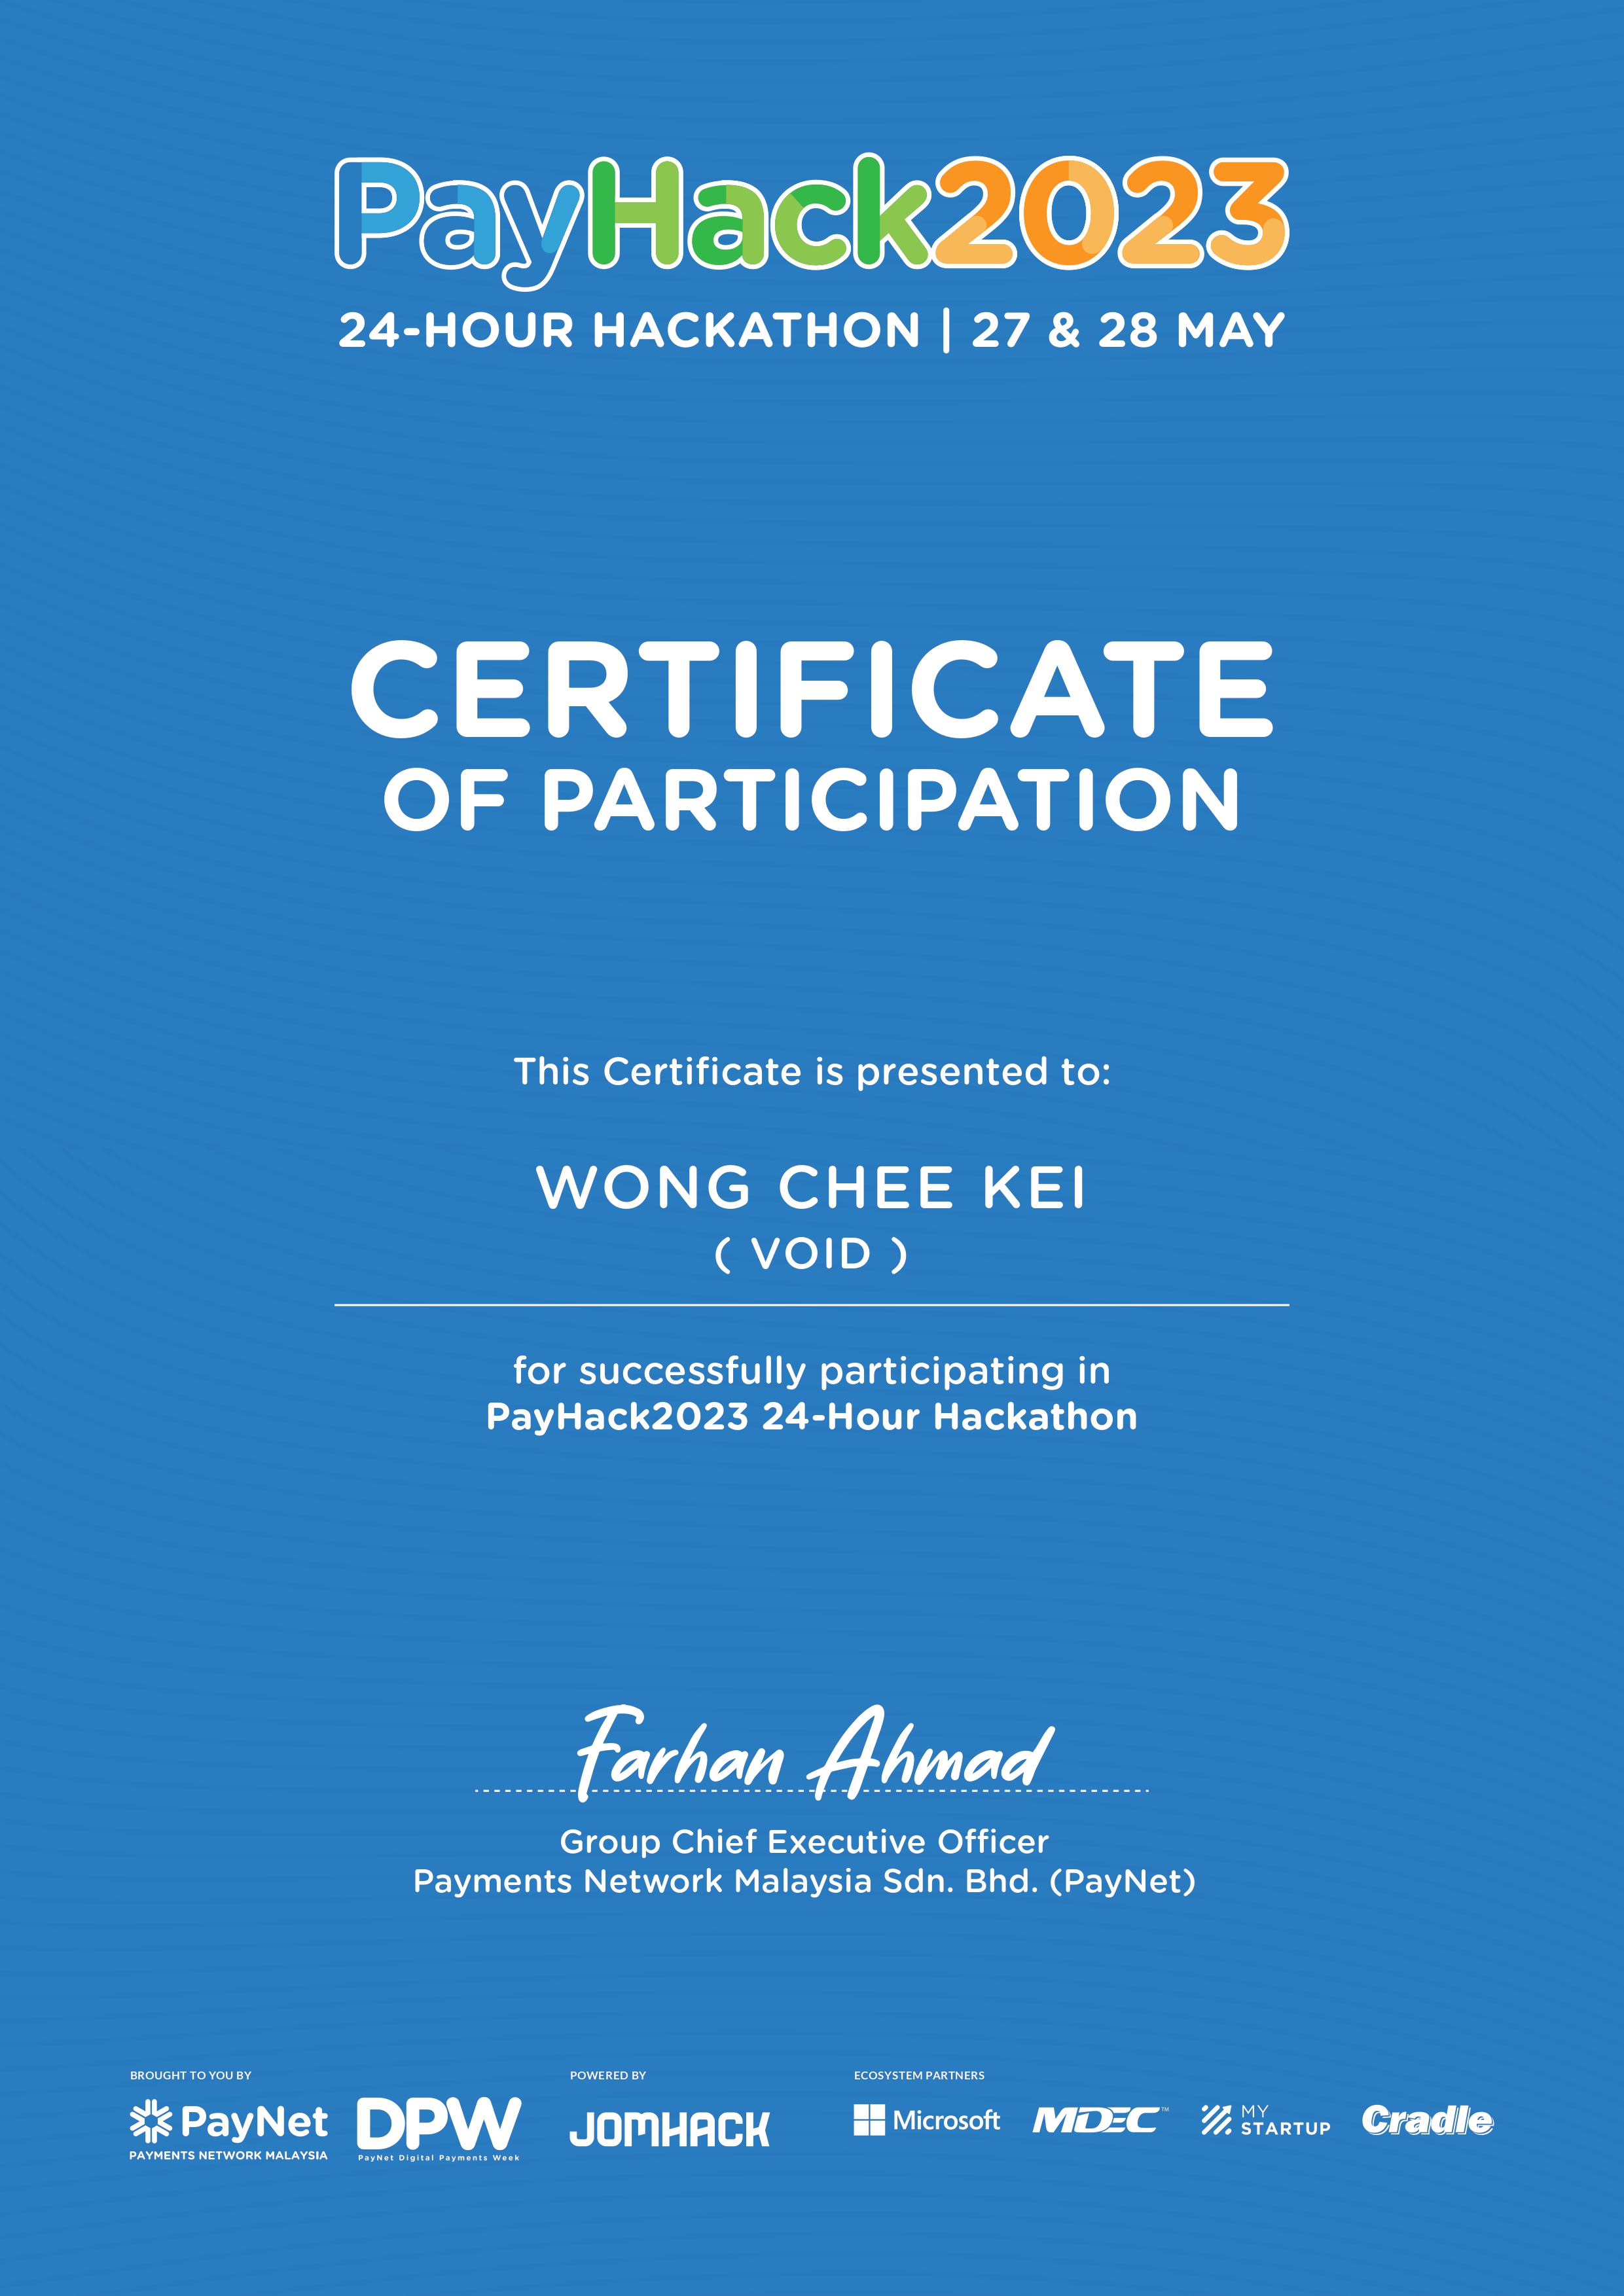 PayHack2023
24-HOUR HACKATHON | 27 & 28 MAY
CERTIFICATE
OF PARTICIPATION
This Certificate is presented to:
WONG CHEE KEI
( VOID )
for successfully participating in
PayHack2023 24-Hour Hackathon
Farhan Ahmad
Group Chief Executive Officer
Payments Network Malaysia Sdn. Bhd. (PayNet)
BROUGHT TO YOU BY
PayNet
PAYMENTS NETWORK MALAYSIA
DPW
PayNet Digital Payments Week
POWERED BY
JOMHACK
ECOSYSTEM PARTNERS
Microsoft
MDEC™
MY
STARTUP
Cradle